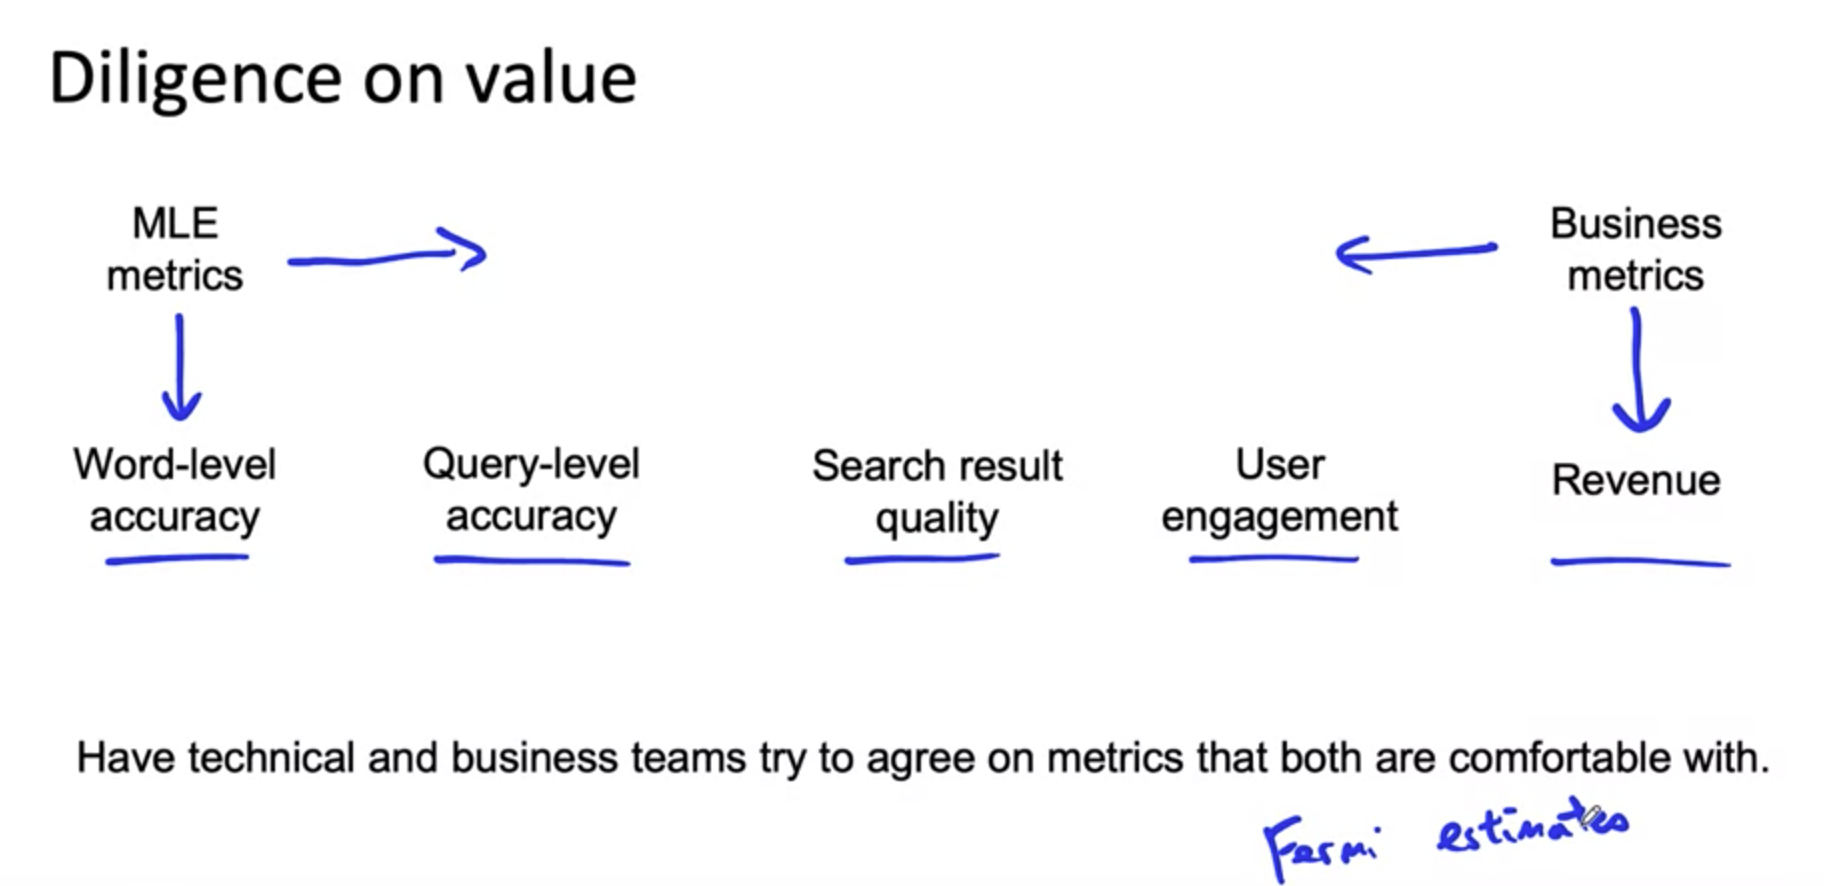 Diligence on value
MLE
metrics
Business
metrics
Word-level
accuracy
Query-level
accuracy
Search result
quality
User
engagement
Revenue
Have technical and business teams try to agree on metrics that both are comfortable with.
Fermi estimates